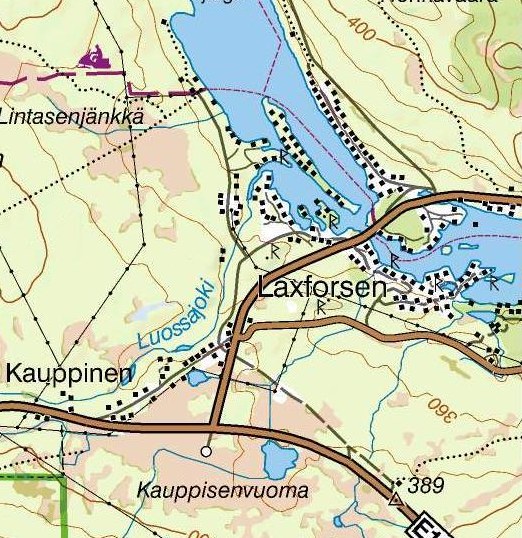 400
Lintasenjänkkä
Laxforsen
Luossajoki
Kauppinen
360
389
Kauppisenvuoma